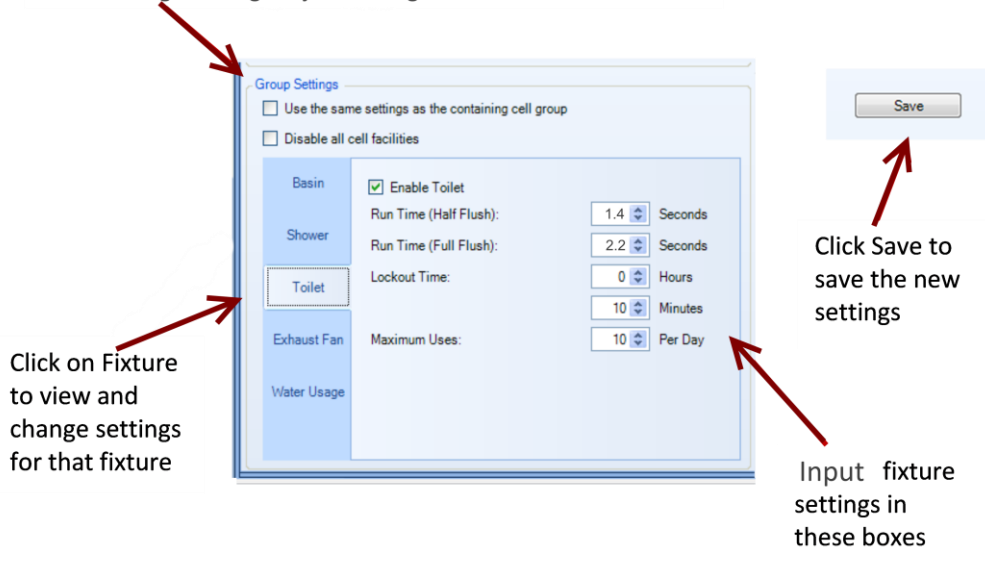 Group Settings
Use the same settings as the containing cell group
Disable all cell facilities
Basin
Shower
Toilet
Exhaust Fan
Water Usage
Enable Toilet
Run Time (Half Flush): 1.4 Seconds
Run Time (Full Flush): 2.2 Seconds
Lockout Time: 0 Hours
10 Minutes
Maximum Uses: 10 Per Day
Save
Click Save to
save the new
settings
Click on Fixture
to view and
change settings
for that fixture
Input fixture
settings in
these boxes